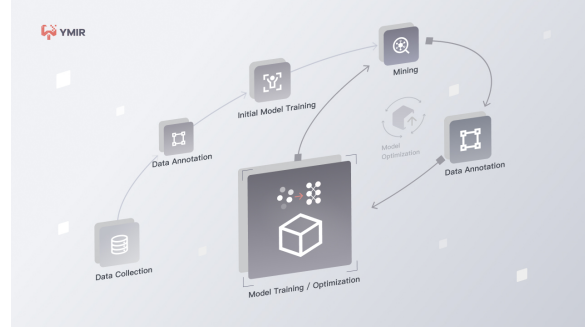 YMIR
Mining
Initial Model Training
Data Annotation
Model
Optimization
Data Annotation
Data Collection
Model Training / Optimization